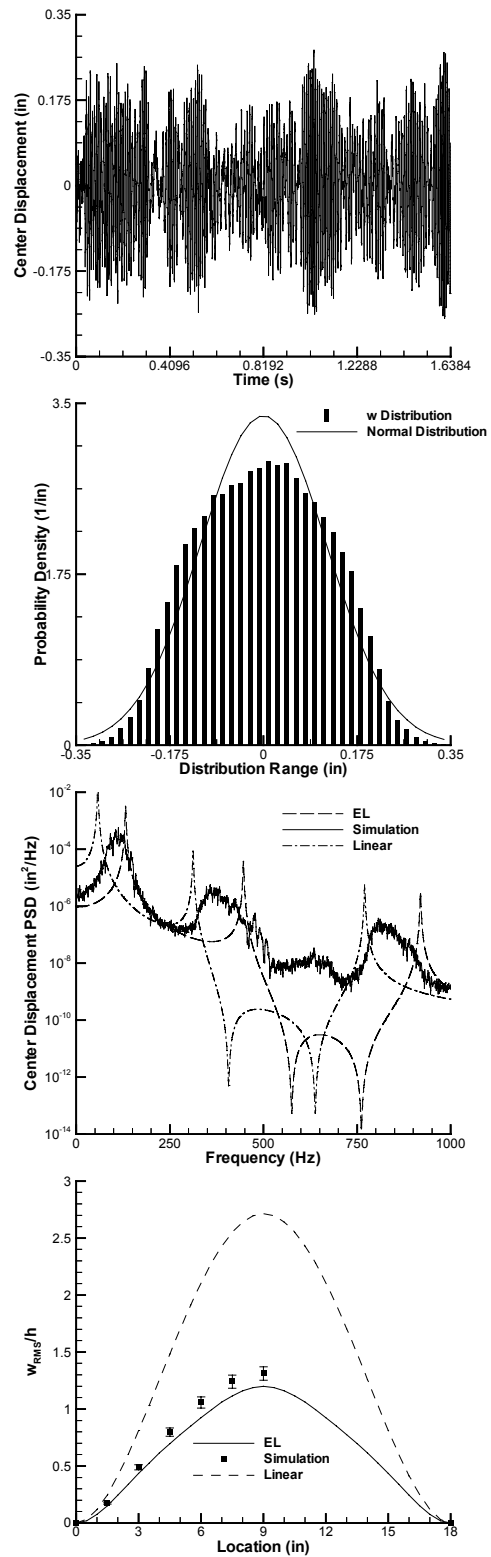 0.35
0.175
0
-0.175
-0.35
Center Displacement (in)
0 0.4096 0.8192 1.2288 1.6384
Time (s)
3.5
1.75
0
Probability Density (1/in)
w Distribution
Normal Distribution
-0.35 -0.175 0 0.175 0.35
Distribution Range (in)
10-2
10-4
10-6
10-8
10-10
10-12
10-14
Center Displacement PSD (in2/Hz)
EL
Simulation
Linear
0 250 500 750 1000
Frequency (Hz)
3
2.5
2
1.5
1
0.5
0
wRMS/h
EL
Simulation
Linear
0 3 6 9 12 15 18
Location (in)